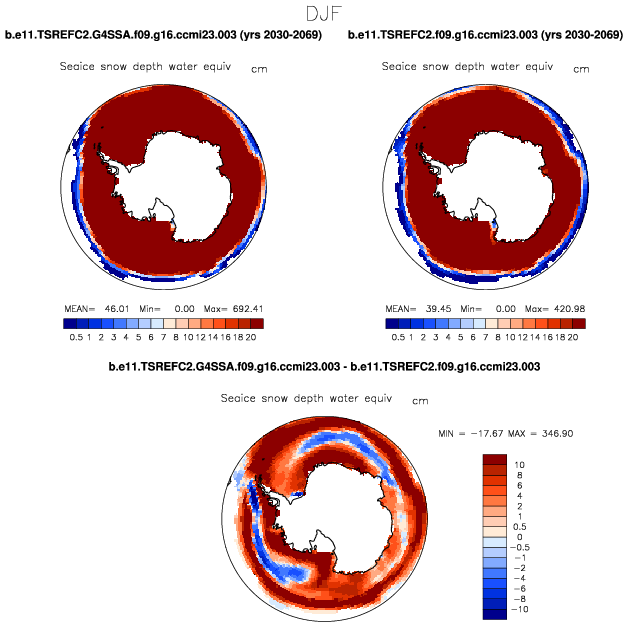 DJF
b.e11.TSREFC2.G4SSA.f09.g16.ccmi23.003 (yrs 2030-2069)
b.e11.TSREFC2.f09.g16.ccmi23.003 (yrs 2030-2069)
Seaice snow depth water equiv cm
Seaice snow depth water equiv cm
MEAN= 46.01 Min= 0.00 Max= 692.41
MEAN= 39.45 Min= 0.00 Max= 420.98
0.5 1 2 3 4 5 6 7 8 10 12 14 16 18 20
0.5 1 2 3 4 5 6 7 8 10 12 14 16 18 20
b.e11.TSREFC2.G4SSA.f09.g16.ccmi23.003 - b.e11.TSREFC2.f09.g16.ccmi23.003
Seaice snow depth water equiv cm
MIN = -17.67 MAX = 346.90
10
8
6
4
2
1
0.5
0
-0.5
-1
-2
-4
-6
-8
-10